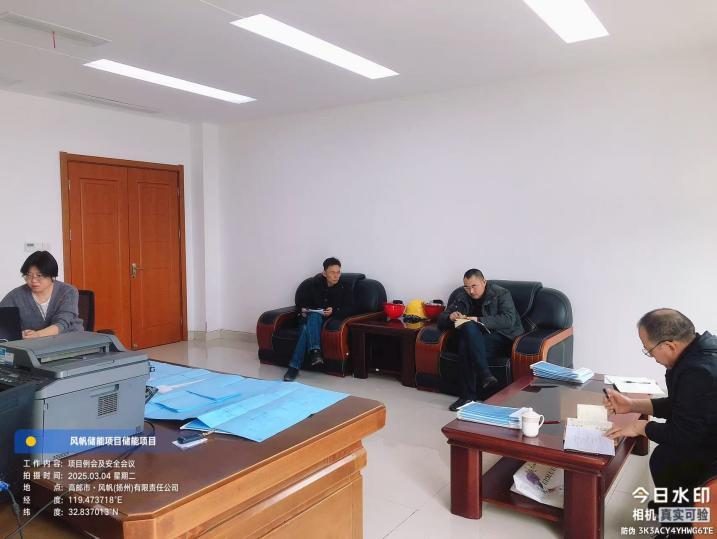 风帆储能项目储能项目
工作内容：项目例会及安全会议
拍摄时间：2025.03.04 星期二
地点：高邮市·风帆(扬州)有限责任公司
经度：119.473718°E
纬度：32.837013°N
今日水印
相机 真实可验
防伪 3K3ACY4YHWG6TE